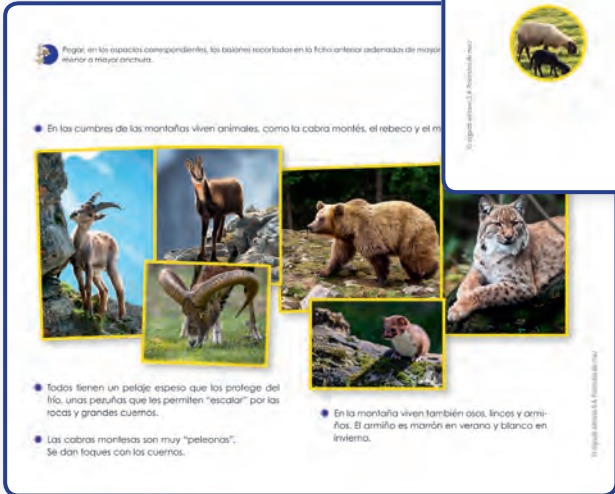 Pegar, en los espacios correspondientes, los bastones recortados en la ficha anterior ordenados de mayor
menor a mayor anchura.
En las cumbres de las montañas viven animales, como la cabra montés, el rebeco y el m
Todos tienen un pelaje espeso que los protege del
frío, unas pezuñas que les permiten "escalar" por las
rocas y grandes cuernos.
Las cabras montesas son muy "peleonas".
Se dan toques con los cuernos.
En la montaña viven también osos, linces y armi-
ños. El armiño es marrón en verano y blanco en
invierno.